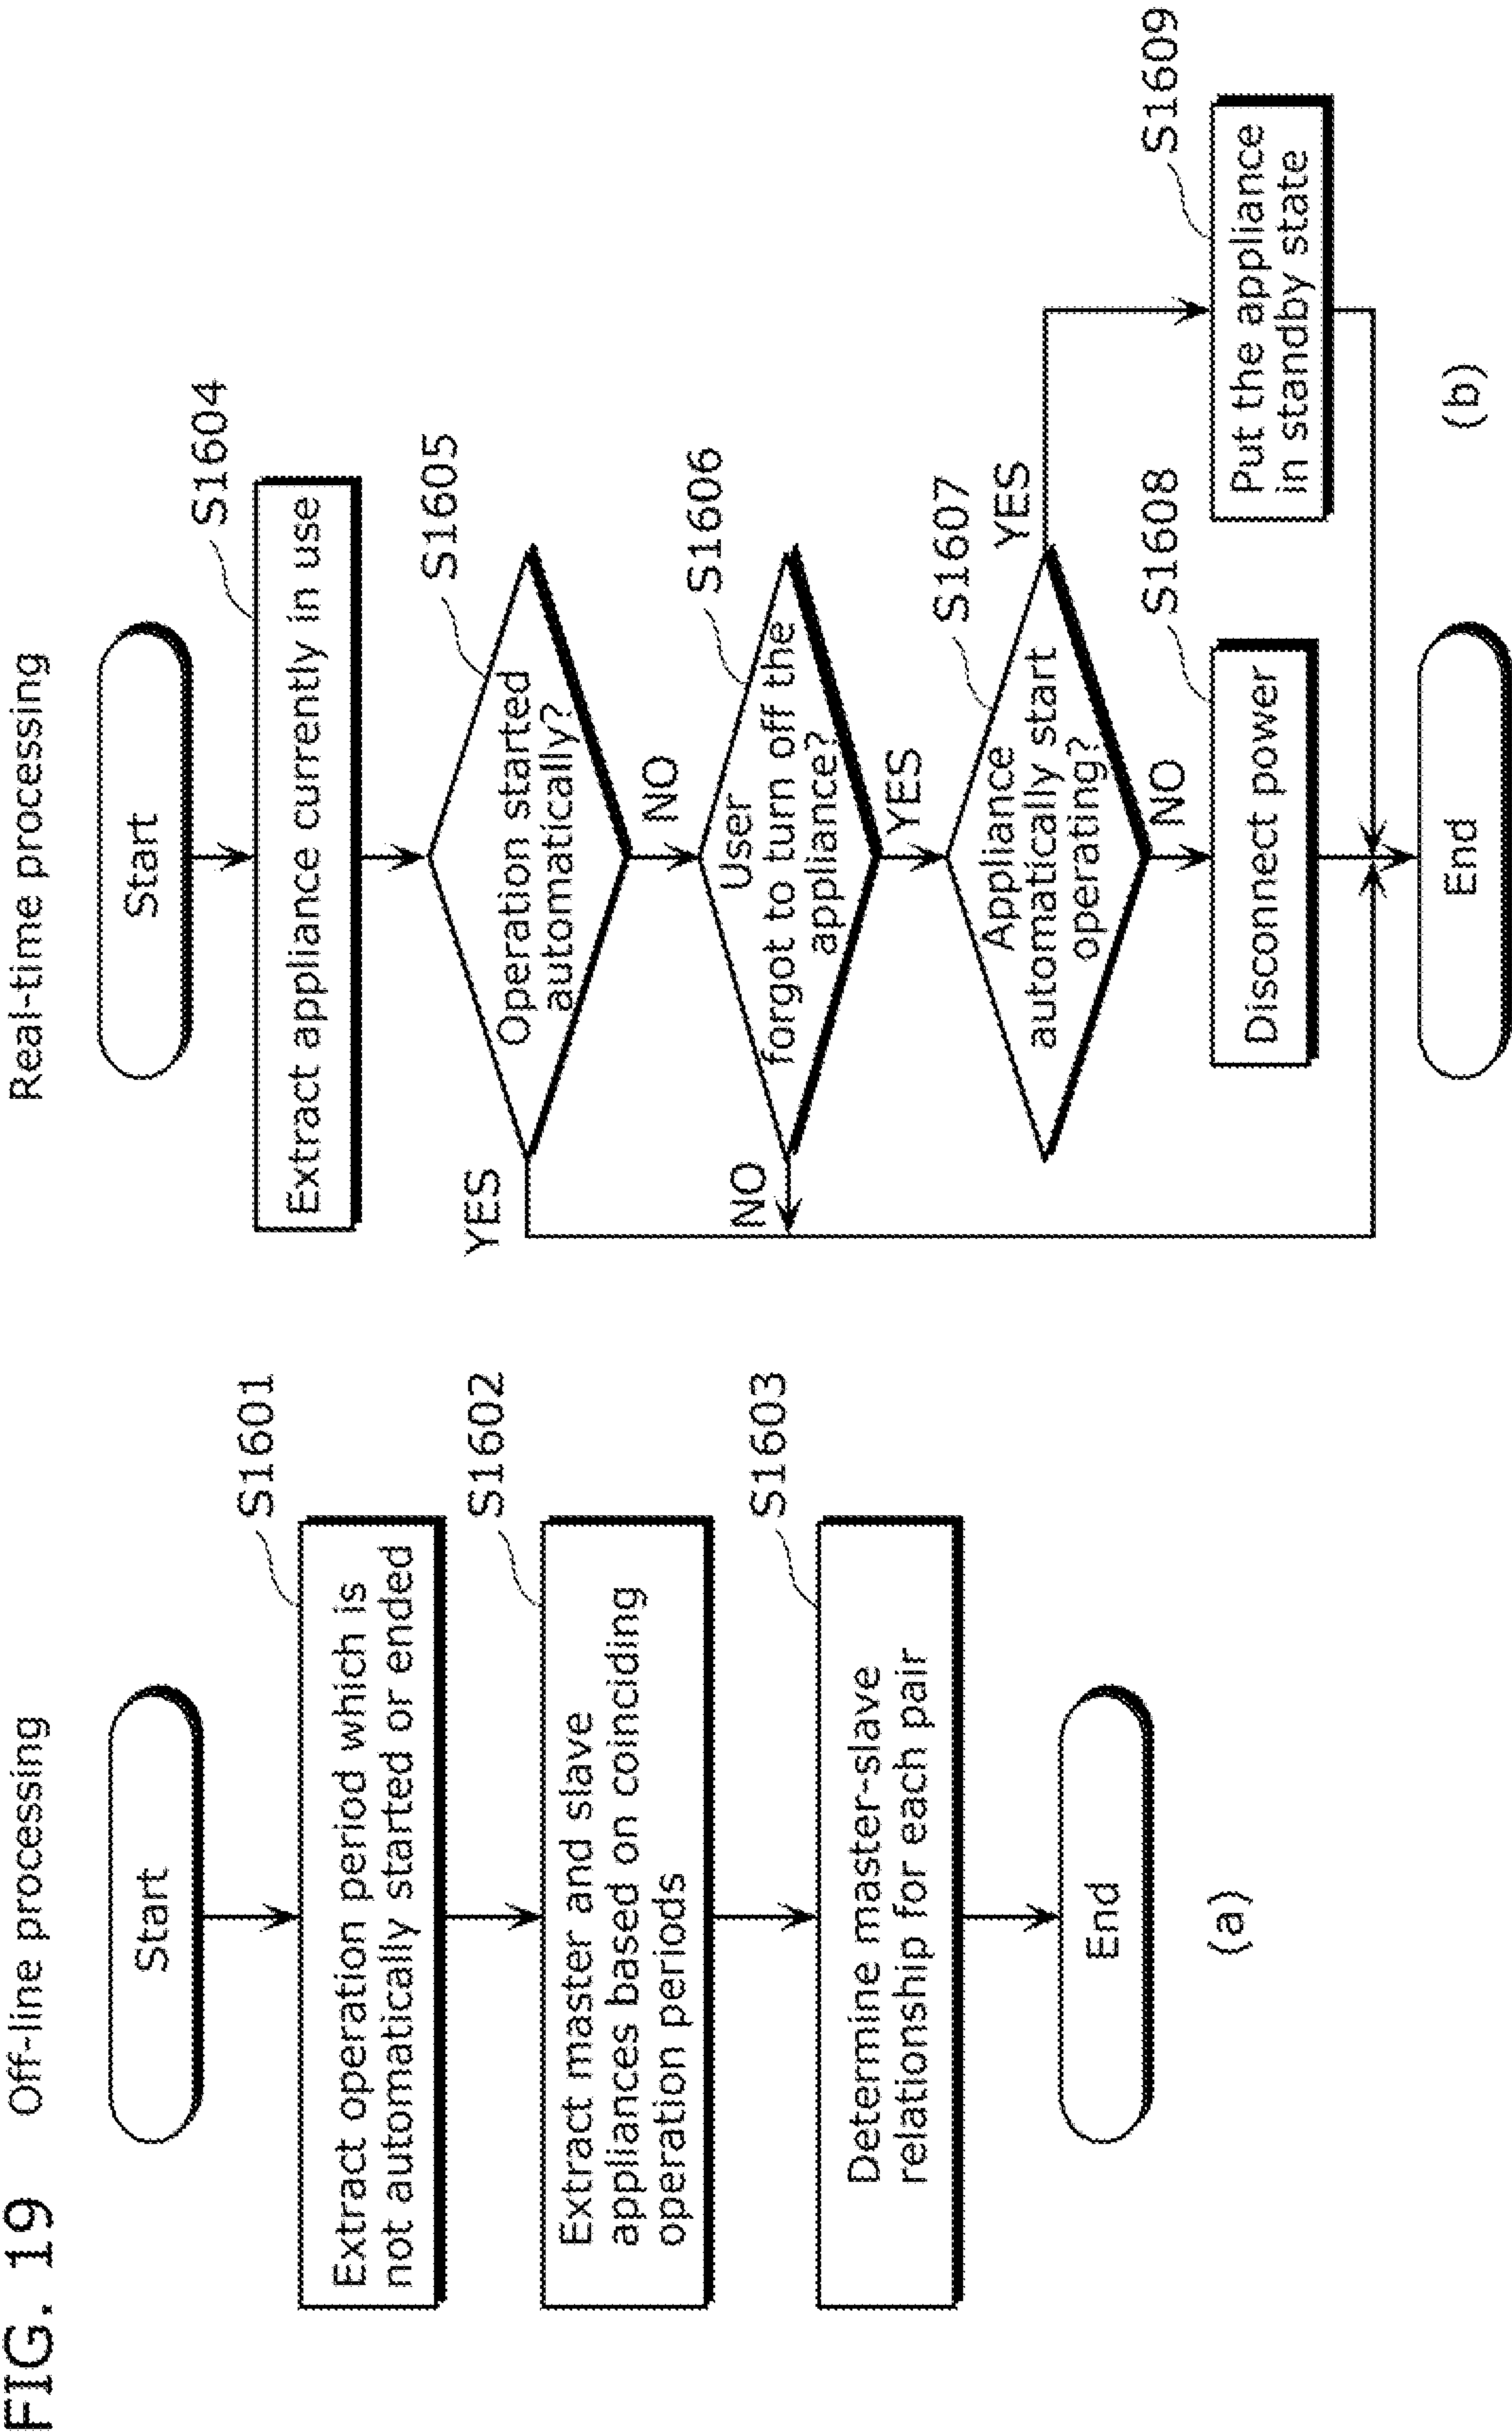 FIG. 19
Off-line processing
Start
S1601
Extract operation period which is
not automatically started or ended
S1602
Extract master and slave
appliances based on coinciding
operation periods
S1603
Determine master-slave
relationship for each pair
End
(a)
Real-time processing
Start
S1604
Extract appliance currently in use
S1605
Operation started
automatically?
YES
NO
S1606
User
forgot to turn off the
appliance?
NO
YES
S1607
Appliance
automatically start
operating?
YES
NO
S1608
Disconnect power
S1609
Put the appliance
in standby state
End
(b)